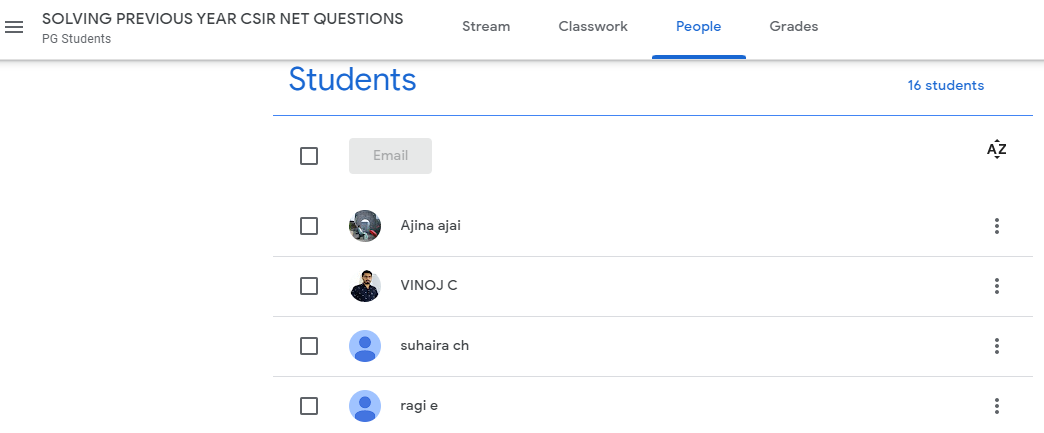 SOLVING PREVIOUS YEAR CSIR NET QUESTIONS
PG Students
Stream Classwork People Grades
Students
16 students
Email
AZ
Ajina ajai
VINOJ C
suhaira ch
ragi e